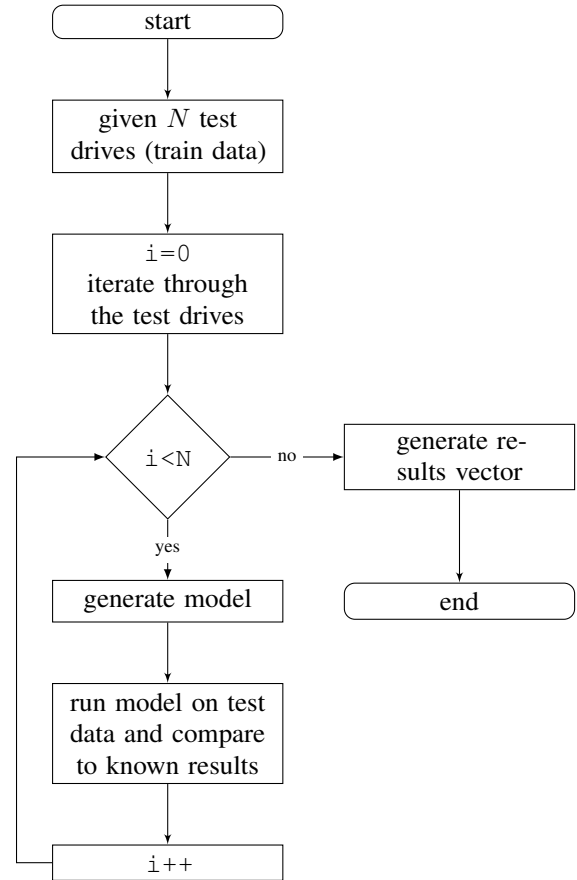 start
given N test
drives (train data)
i=0
iterate through
the test drives
i<N
no
generate re-
sults vector
yes
generate model
end
run model on test
data and compare
to known results
i++